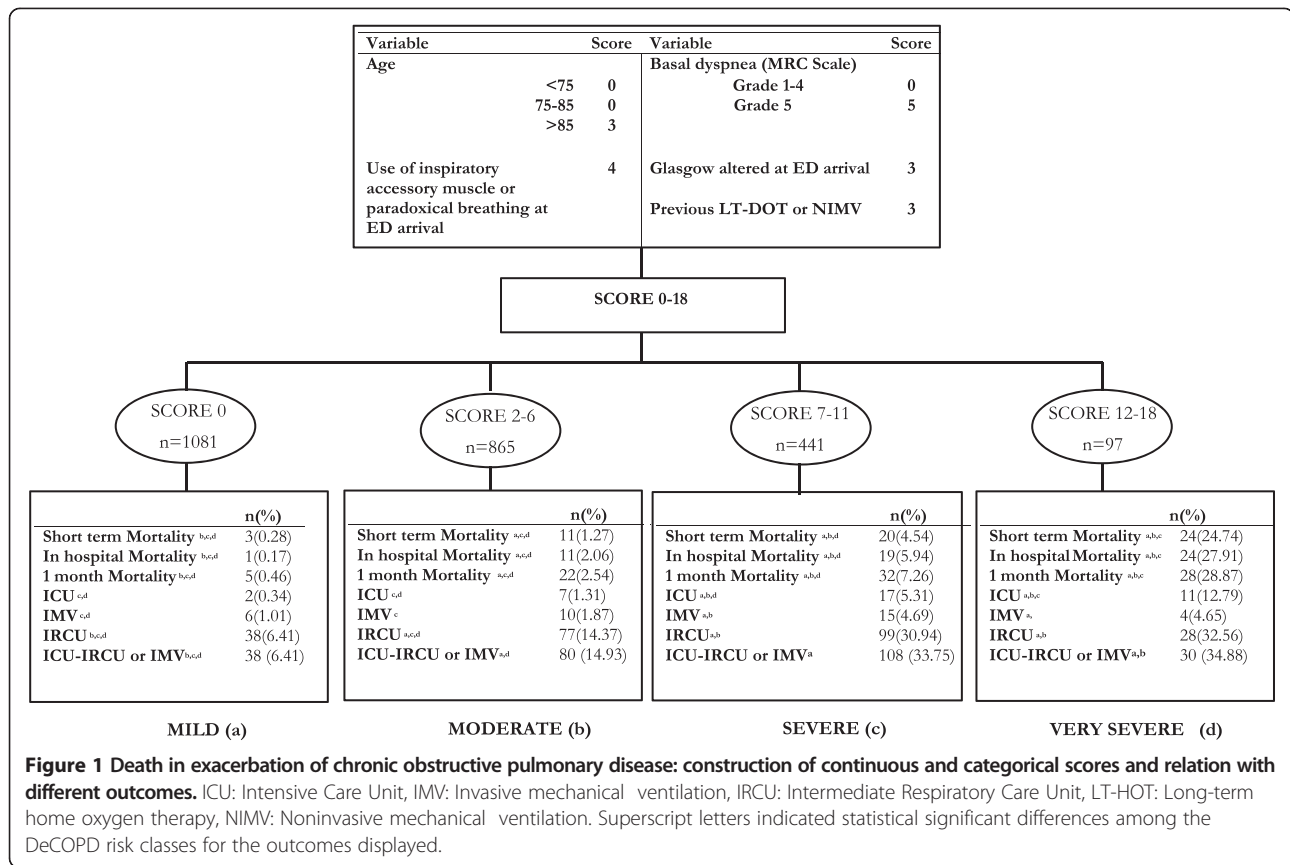 Variable Score Variable Score
Age Basal dyspnea (MRC Scale)
<75 0 Grade 1-4 0
75-85 0 Grade 5 5
>85 3
Use of inspiratory 4 Glasgow altered at ED arrival 3
accessory muscle or
paradoxical breathing at Previous LT-DOT or NIMV 3
ED arrival
SCORE 0-18
SCORE 0
n=1081
SCORE 2-6
n=865
SCORE 7-11
n=441
SCORE 12-18
n=97
n(%)
Short term Mortality b,c,d 3(0.28)
In hospital Mortality b,c,d 1(0.17)
1 month Mortality b,c,d 5(0.46)
ICU c,d 2(0.34)
IMV c,d 6(1.01)
IRCU b,c,d 38(6.41)
ICU-IRCU or IMV b,c,d 38 (6.41)
MILD (a)
n(%)
Short term Mortality a,c,d 11(1.27)
In hospital Mortality a,c,d 11(2.06)
1 month Mortality a,c,d 22(2.54)
ICU c,d 7(1.31)
IMV c 10(1.87)
IRCU a,c,d 77(14.37)
ICU-IRCU or IMV a,d 80 (14.93)
MODERATE (b)
n(%)
Short term Mortality a,b,d 20(4.54)
In hospital Mortality a,b,d 19(5.94)
1 month Mortality a,b,d 32(7.26)
ICU a,b,d 17(5.31)
IMV a,b 15(4.69)
IRCU a,b 99(30.94)
ICU-IRCU or IMV a 108 (33.75)
SEVERE (c)
n(%)
Short term Mortality a,b,c 24(24.74)
In hospital Mortality a,b,c 24(27.91)
1 month Mortality a,b,c 28(28.87)
ICU a,b,c 11(12.79)
IMV a, 4(4.65)
IRCU a,b 28(32.56)
ICU-IRCU or IMV a,b 30 (34.88)
VERY SEVERE (d)
Figure 1 Death in exacerbation of chronic obstructive pulmonary disease: construction of continuous and categorical scores and relation with
different outcomes. ICU: Intensive Care Unit, IMV: Invasive mechanical ventilation, IRCU: Intermediate Respiratory Care Unit, LT-HOT: Long-term
home oxygen therapy, NIMV: Noninvasive mechanical ventilation. Superscript letters indicated statistical significant differences among the
DeCOPD risk classes for the outcomes displayed.